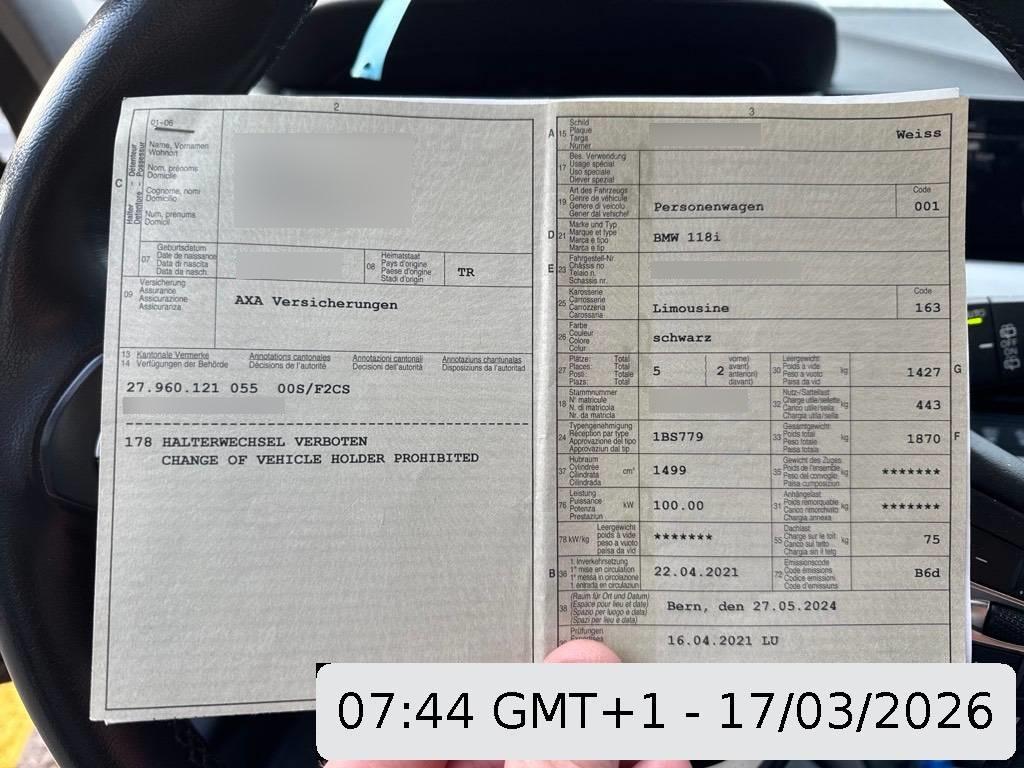 2
01-06
C
Halter
Détenteur
Detentore
Possessur
Name, Vornamen
Wohnort
Nom, prénoms
Domicile
Cognome, nomi
Domicilio
Num, prenums
Domicil
07
Geburtsdatum
Date de naissance
Data di nascita
Data da nasch.
08
Heimatstaat
Pays d'origine
Paese d'origine
Stadi d'origin
TR
09
Versicherung
Assurance
Assicurazione
Assicuranza
AXA Versicherungen
13 Kantonale Vermerke Annotations cantonales Annotazioni cantonali Annotaziuns chantunalas
14 Verfügungen der Behörde Décisions de l'autorité Decisioni dell'autorità Disposiziuns da l'autoritad
27.960.121 055 00S/F2CS
178 HALTERWECHSEL VERBOTEN
CHANGE OF VEHICLE HOLDER PROHIBITED
3
A 15
Schild
Plaque
Targa
Numer
Weiss
17
Bes. Verwendung
Usage spécial
Uso speciale
Diever spezial
19
Art des Fahrzeugs
Genre de véhicule
Genere di veicolo
Gener dal vehichel
Personenwagen
Code
001
D 21
Marke und Typ
Marque et type
Marca e tipo
Marca e tip
BMW 118i
E 23
Fahrgestell-Nr.
Châssis no
Telaio n.
Schassis nr.
25
Karosserie
Carrosserie
Carrozzeria
Carossaria
Limousine
Code
163
26
Farbe
Couleur
Colore
Colur
schwarz
27
Plätze: Total
Places: Total
Posti: Totale
Plazs: Total
5
2
vorne)
avant)
anteriori)
davant)
30
Leergewicht
Poids à vide
Peso a vuoto
Paisa da vid
kg
1427
G
18
Stammnummer
N° matricule
N. di matricola
Nr. da matricla
32
Nutz-/Sattellast
Charge utile/sellette
Carico utile/sella
Chargia utila/sella
kg
443
24
Typengenehmigung
Réception par type
Approvazione del tipo
Approvaziun dal tip
1BS779
33
Gesamtgewicht
Poids total
Peso totale
Paisa totala
kg
1870
F
37
Hubraum
Cylindrée
Cilindrata
Cilindrada
cm³
1499
35
Gewicht des Zuges
Poids de l'ensemble
Peso del convoglio
Paisa cumposiziun
kg
*******
76
Leistung
Puissance
Potenza
Prestaziun
kW
100.00
31
Anhängelast
Poids remorquable
Carico rimorchiato
Chargia annexa
kg
*******
78 kW/kg
Leergewicht
poids à vide
peso a vuoto
paisa da vid
*******
55
Dachlast
Charge sur le toit
Carico sul tetto
Chargia sin il tetg
kg
75
B 36
1. Inverkehrsetzung
1re mise en circulation
1a messa in circolazione
1. entrada en circulaziun
22.04.2021
72
Emissionscode
Code émissions
Codice emissioni
Code d'emissiuns
B6d
38
(Raum für Ort und Datum)
(Espace pour lieu et date)
(Spazio per luogo e data)
(Spazi per lieu e data)
Bern, den 27.05.2024
Prüfungen
Expertises
16.04.2021 LU
07:44 GMT+1 - 17/03/2026